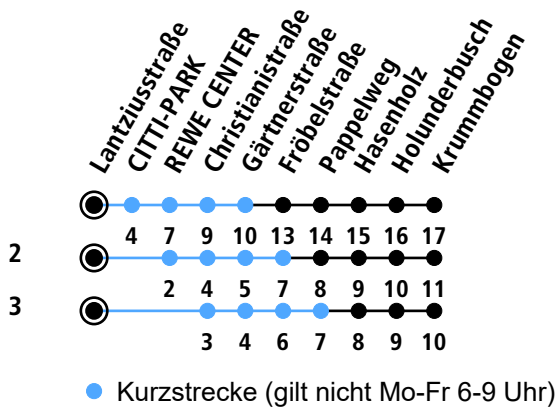 Lantziusstraße
CITTI-PARK
REWE CENTER
Christianistraße
Gärtnerstraße
Fröbelstraße
Pappelweg
Hasenholz
Holunderbusch
Krummbogen
4 7 9 10 13 14 15 16 17
2
2 4 5 7 8 9 10 11
3
3 4 6 7 8 9 10
Kurzstrecke (gilt nicht Mo-Fr 6-9 Uhr)